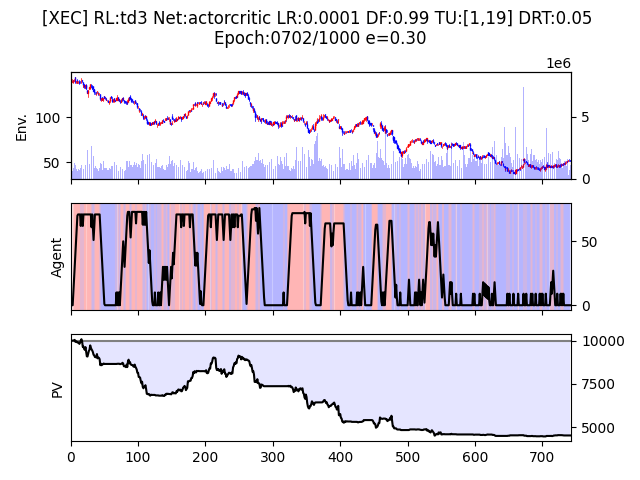 [XEC] RL:td3 Net:actorcritic LR:0.0001 DF:0.99 TU:[1,19] DRT:0.05
Epoch:0702/1000 e=0.30
1e6
Env.
100
50
5
0
Agent
50
0
PV
10000
7500
5000
0 100 200 300 400 500 600 700